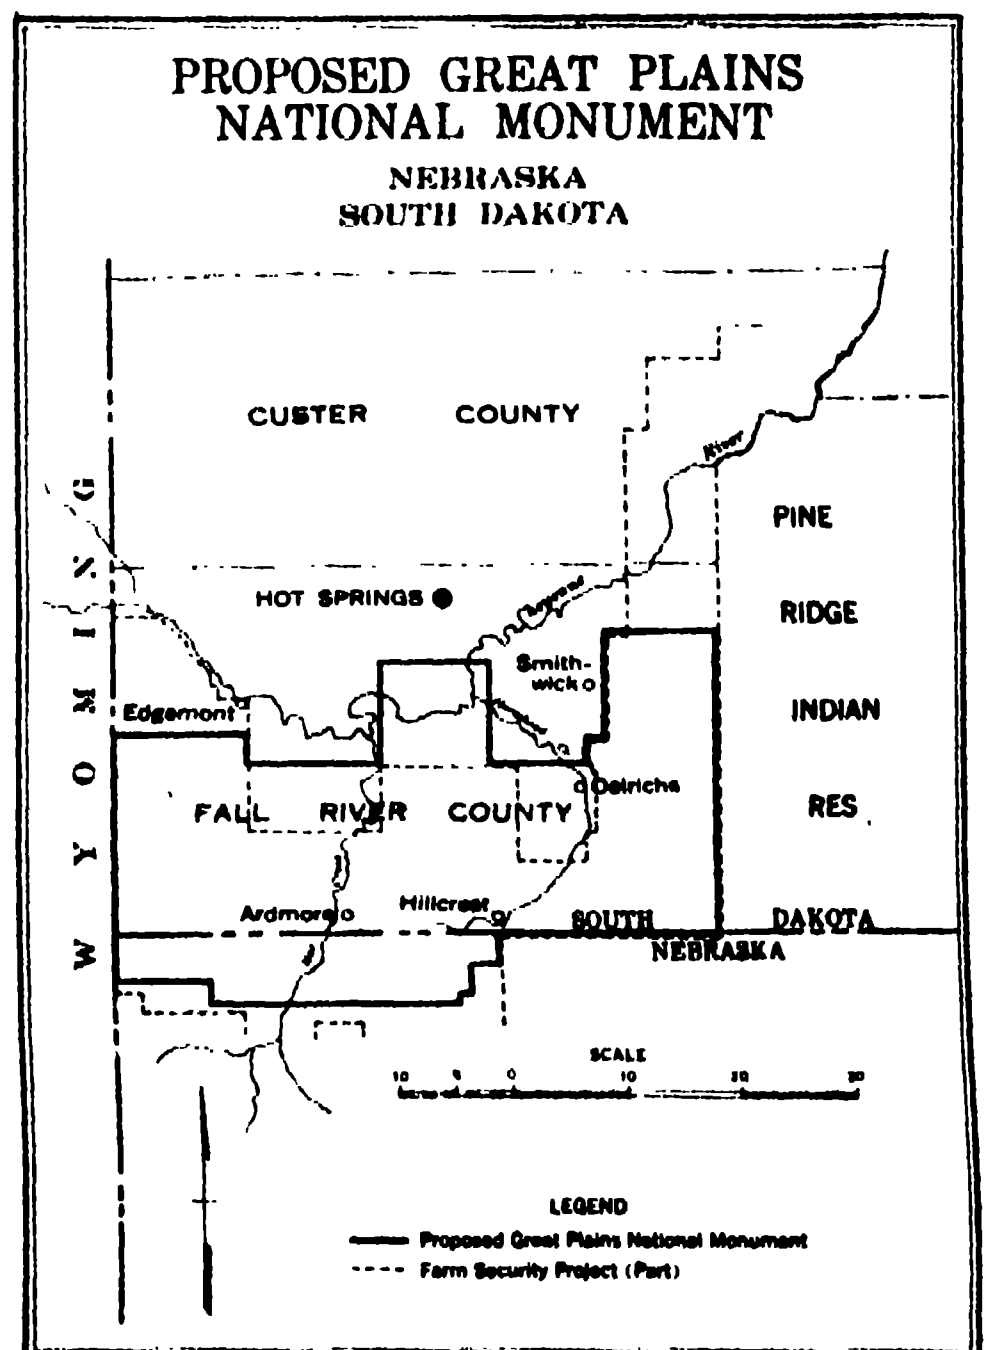 PROPOSED GREAT PLAINS
NATIONAL MONUMENT
NEBRASKA
SOUTH DAKOTA
CUSTER COUNTY
River
PINE
WYOMING
HOT SPRINGS
RIDGE
Smith-
wick
Edgemont
INDIAN
Oelrichs
FALL RIVER COUNTY
RES
Hillcrest
Ardmore
SOUTH DAKOTA
NEBRASKA
SCALE
10 5 0 10 20 30
LEGEND
Proposed Great Plains National Monument
Farm Security Project (Part)